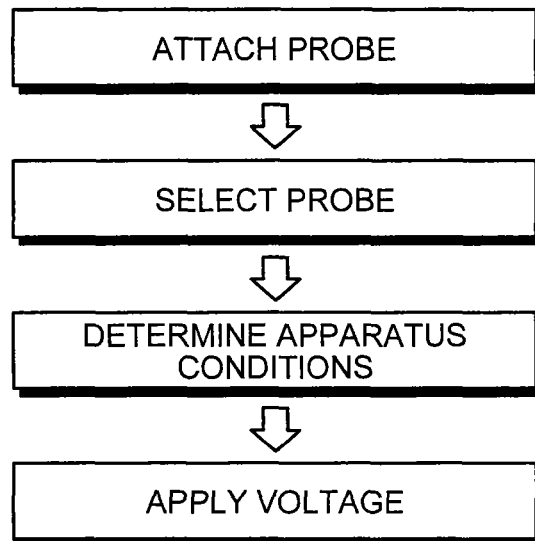 ATTACH PROBE
SELECT PROBE
DETERMINE APPARATUS
CONDITIONS
APPLY VOLTAGE